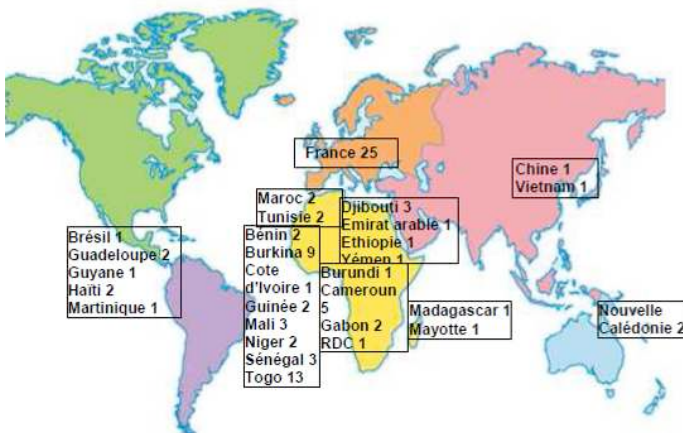 France 25
Chine 1
Vietnam 1
Maroc 2
Tunisie 2
Djibouti 3
Emirat arabie 1
Ethiopie 1
Yémen 1
Brésil 1
Guadeloupe 2
Guyane 1
Haïti 2
Martinique 1
Bénin 2
Burkina 9
Cote
d'Ivoire 1
Guinée 2
Mali 3
Niger 2
Sénégal 3
Togo 13
Burundi 1
Cameroun
5
Gabon 2
RDC 1
Madagascar 1
Mayotte 1
Nouvelle
Calédonie 2